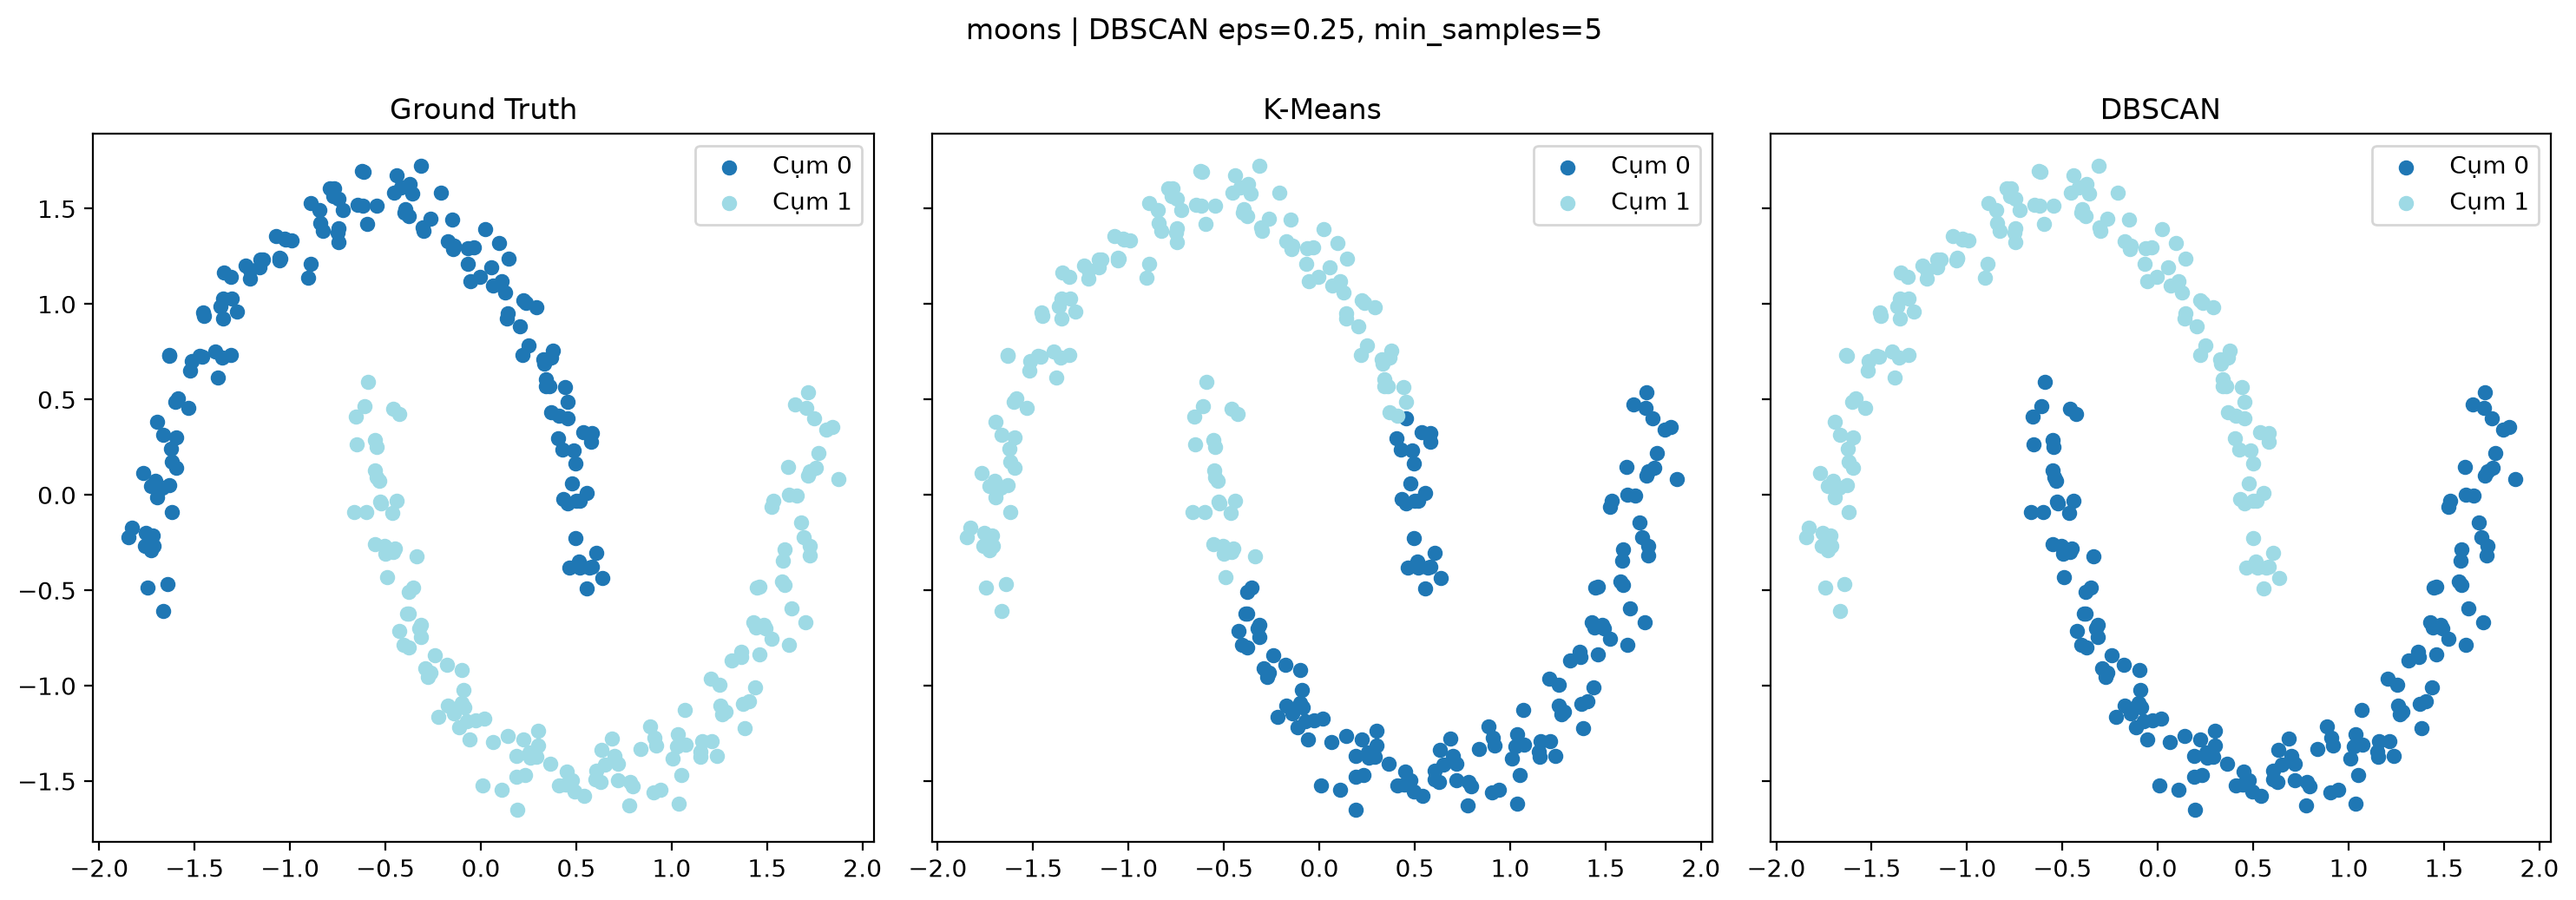 moons | DBSCAN eps=0.25, min_samples=5
Ground Truth
Cụm 0
Cụm 1
1.5
1.0
0.5
0.0
−0.5
−1.0
−1.5
−2.0 −1.5 −1.0 −0.5 0.0 0.5 1.0 1.5 2.0
K-Means
Cụm 0
Cụm 1
−2.0 −1.5 −1.0 −0.5 0.0 0.5 1.0 1.5 2.0
DBSCAN
Cụm 0
Cụm 1
−2.0 −1.5 −1.0 −0.5 0.0 0.5 1.0 1.5 2.0